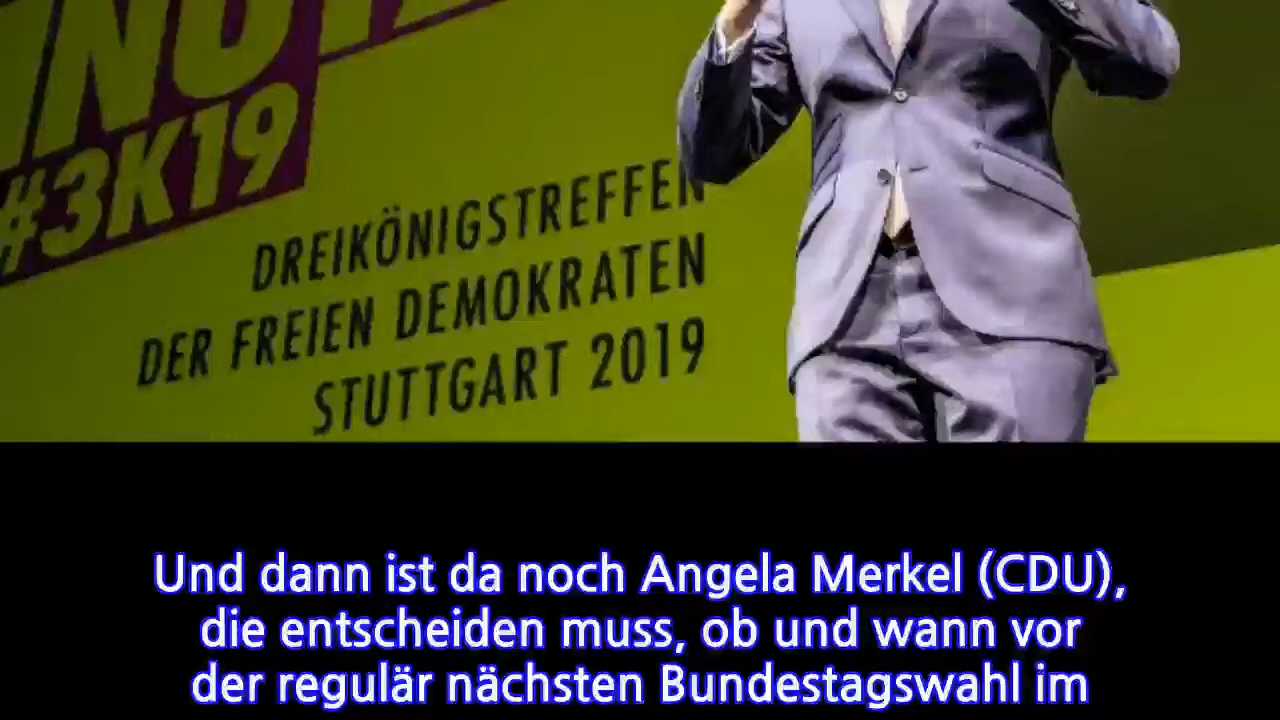 #3K19
DREIKÖNIGSTREFFEN
DER FREIEN DEMOKRATEN
STUTTGART 2019
Und dann ist da noch Angela Merkel (CDU),
die entscheiden muss, ob und wann vor
der regulär nächsten Bundestagswahl im